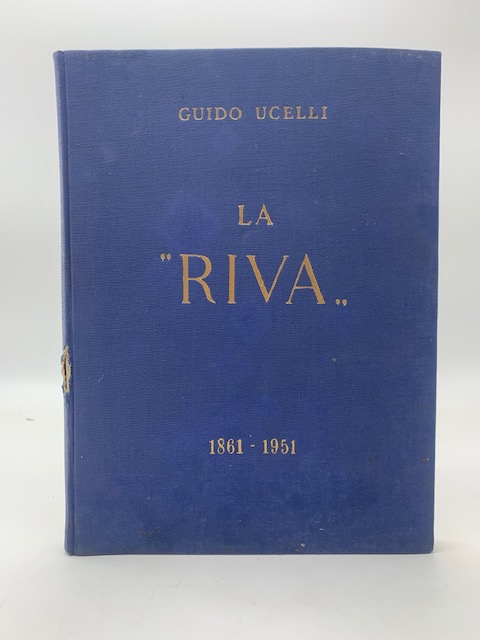 GUIDO UCELLI
LA
"RIVA„
1861 - 1951